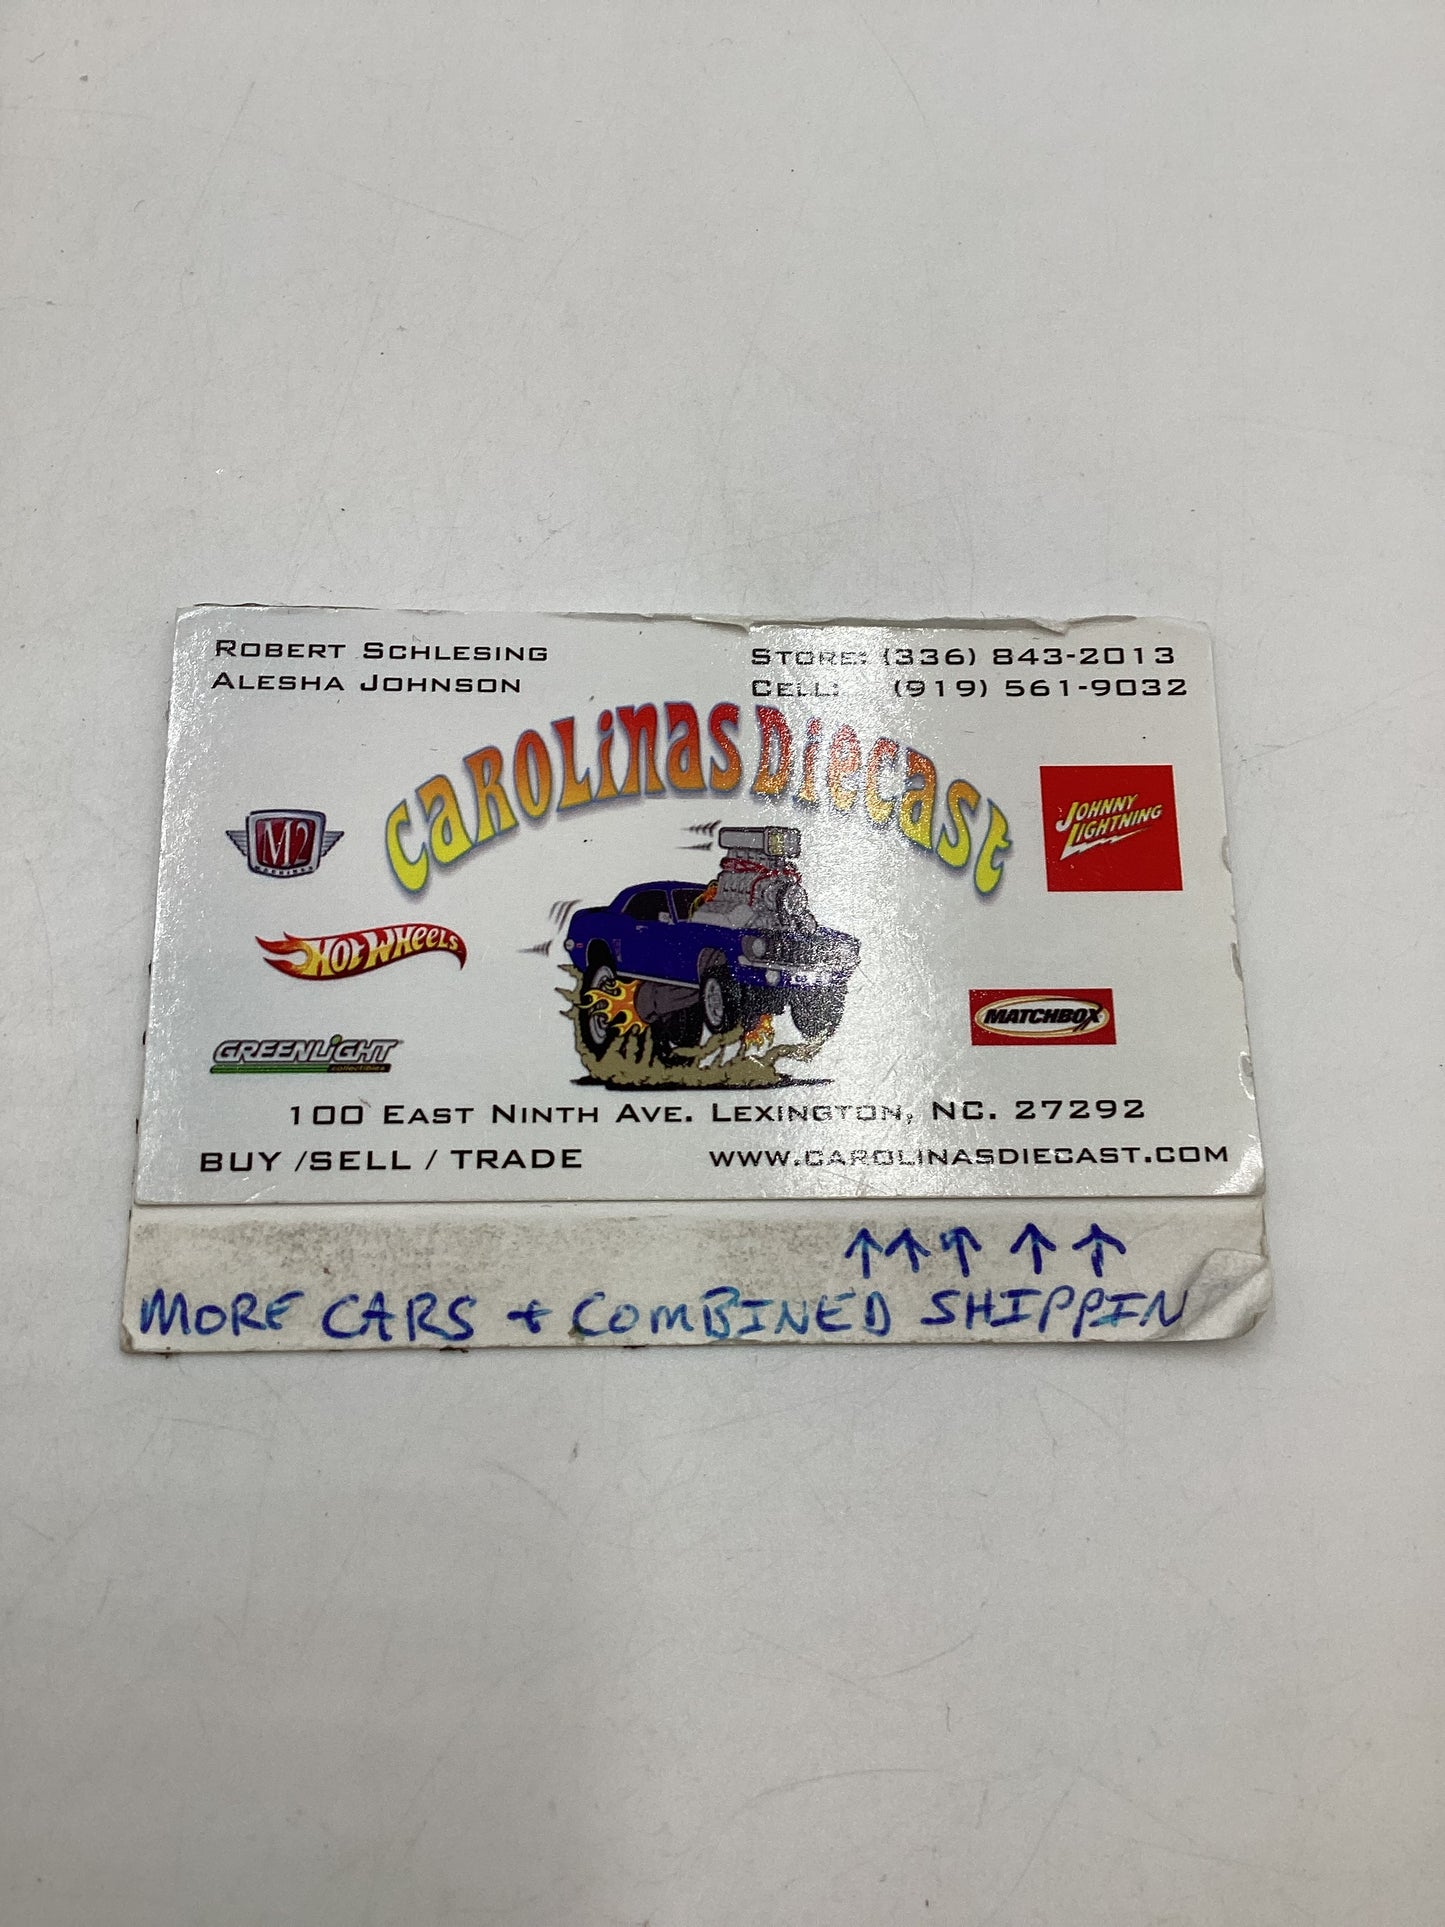 ROBERT SCHLESING
ALESHA JOHNSON
STORE: (336) 843-2013
CELL: (919) 561-9032
CAROLINAS DIECAST
M2
MACHINES
JOHNNY
LIGHTNING
HOT WHEELS
MATCHBOX
GREENLIGHT
collectibles
100 EAST NINTH AVE. LEXINGTON, NC. 27292
BUY /SELL / TRADE
WWW.CAROLINASDIECAST.COM
↑↑↑↑↑
MORE CARS + COMBINED SHIPPIN